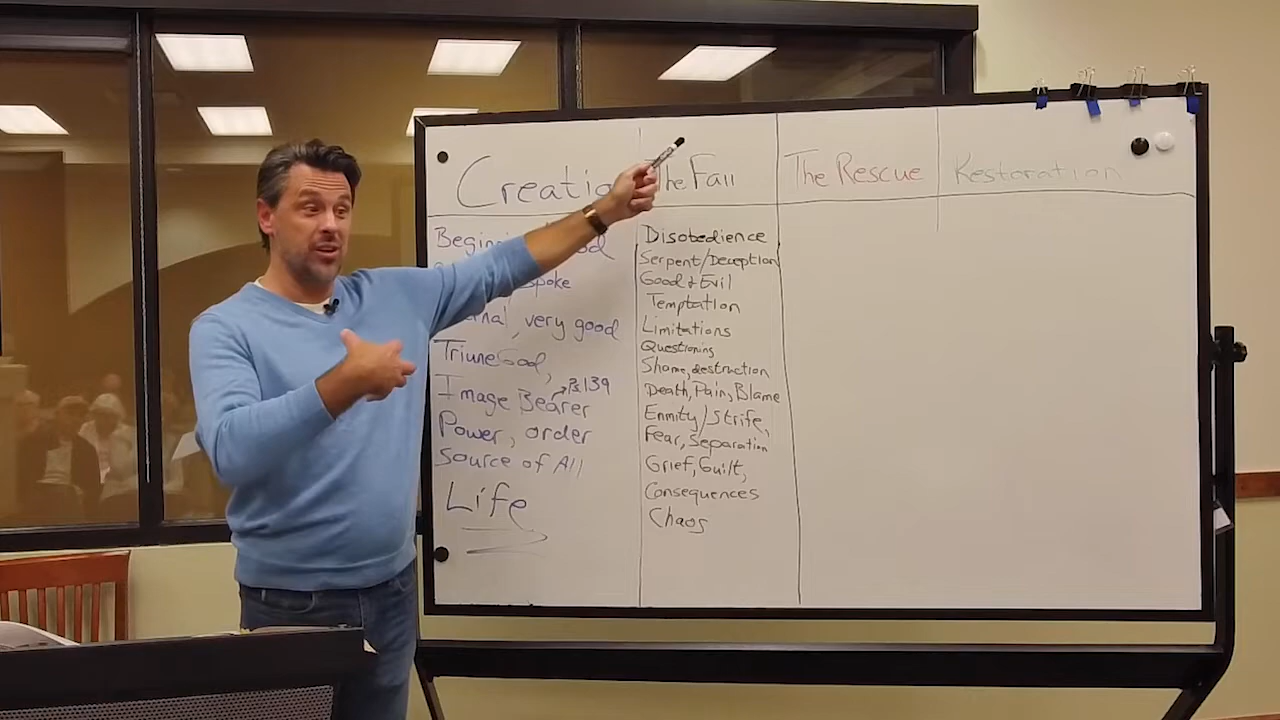 Creatio
he Fall
The Rescue
Restoration
Disobedience
Serpent/Deception
Good & Evil
Temptation
Limitations
Questioning
Shame, destruction
Death, Pain, Blame
Enmity/Strife,
Fear, Separation
Grief, Guilt,
Consequences
Chaos
Begin
spoke
very good
Triune God,
Image Bearer → Ps 139
Power, order
Source of All
Life